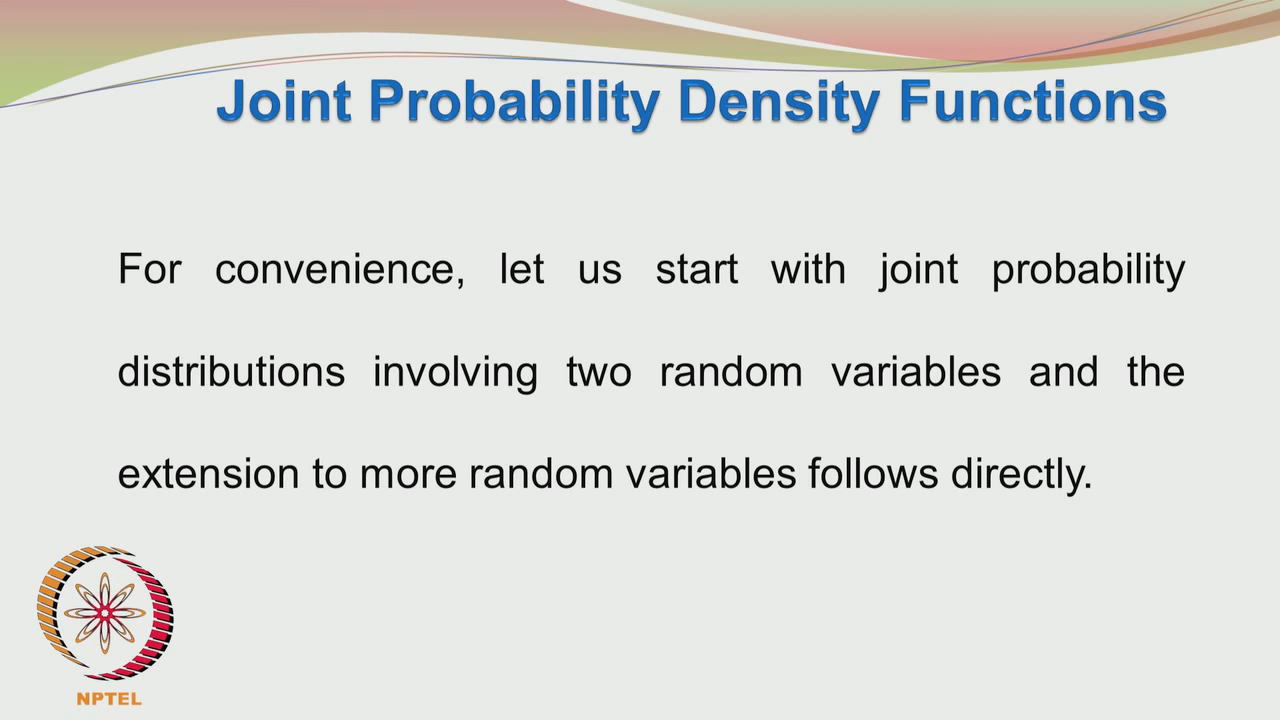 Joint Probability Density Functions
For convenience, let us start with joint probability
distributions involving two random variables and the
extension to more random variables follows directly.
NPTEL